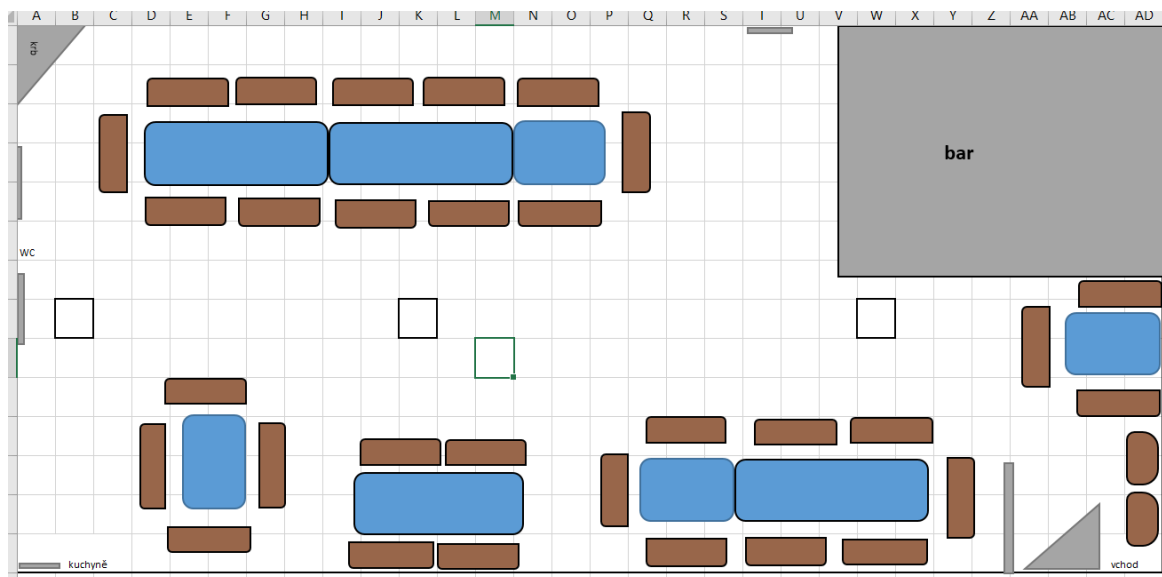 A B C D E F G H I J K L M N O P Q R S T U V W X Y Z AA AB AC AD
krb
bar
WC
kuchyně
vchod